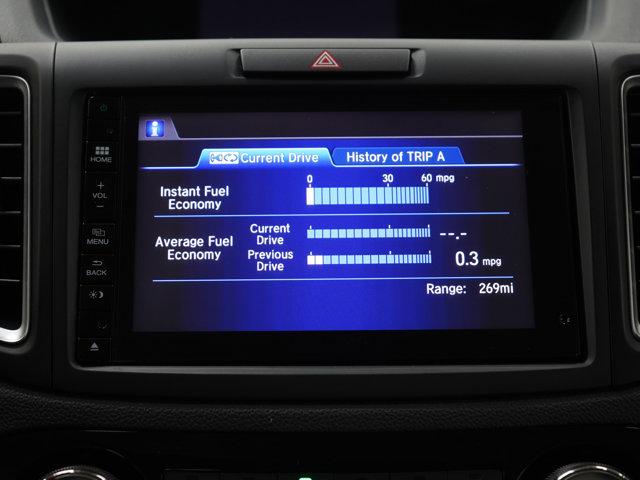 i
Current Drive
History of TRIP A
0 30 60 mpg
Instant Fuel
Economy
Average Fuel
Economy
Current
Drive
--.-
Previous
Drive
0.3 mpg
Range: 269mi
HOME
+
VOL
−
MENU
BACK